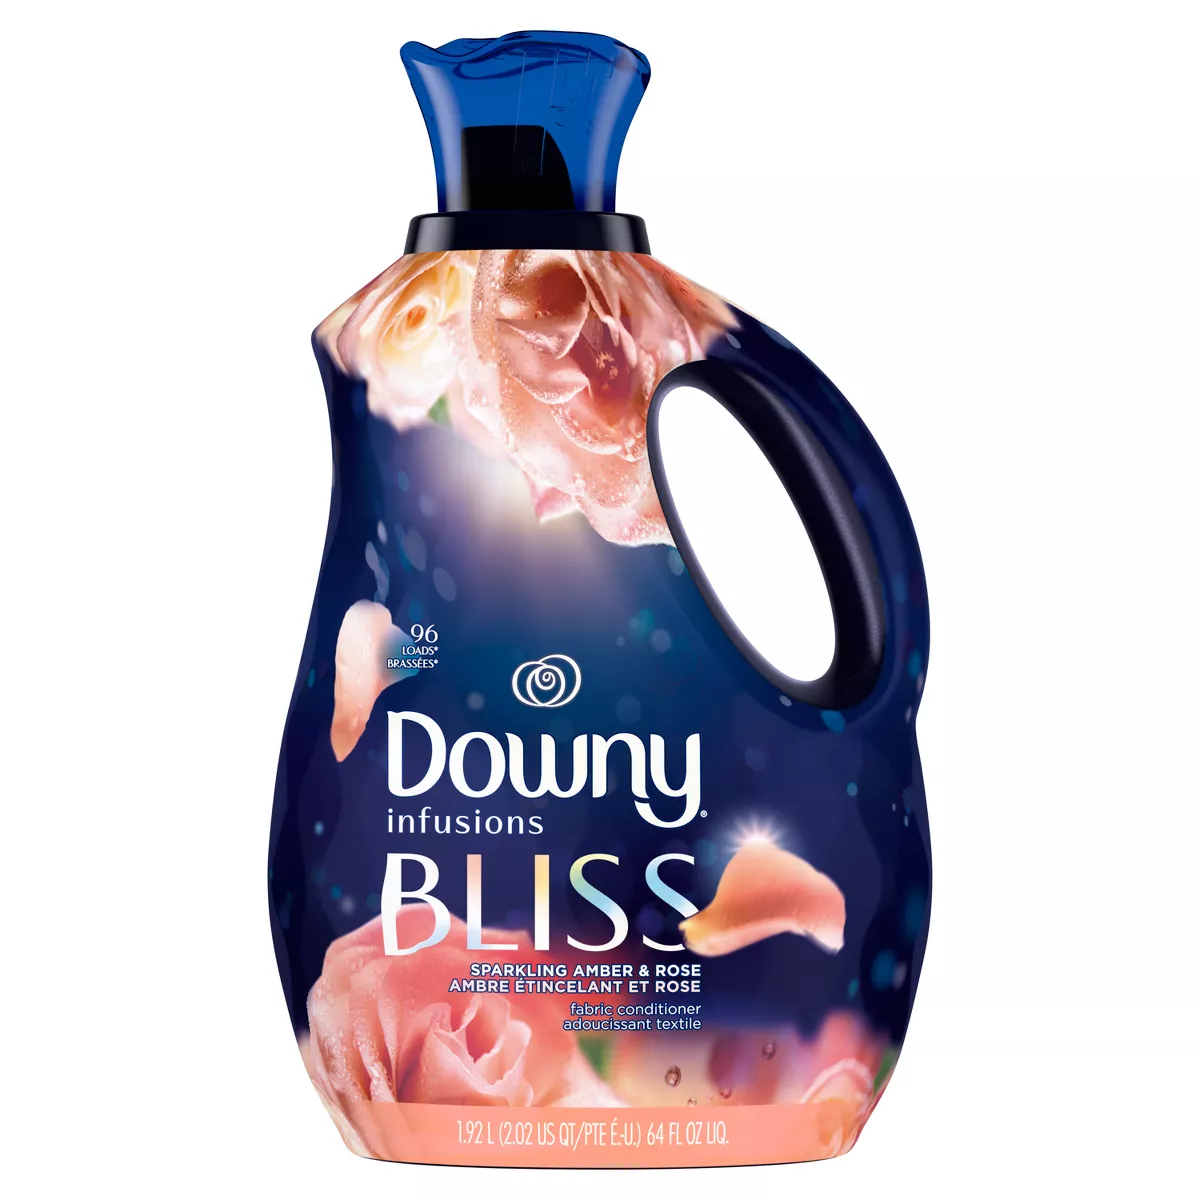 96
LOADS*
BRASSÉES*
Downy®
infusions
BLISS
SPARKLING AMBER & ROSE
AMBRE ÉTINCELANT ET ROSE
fabric conditioner
adoucissant textile
1.92 L (2.02 US QT/PTE É.-U.) 64 FL OZ LIQ.